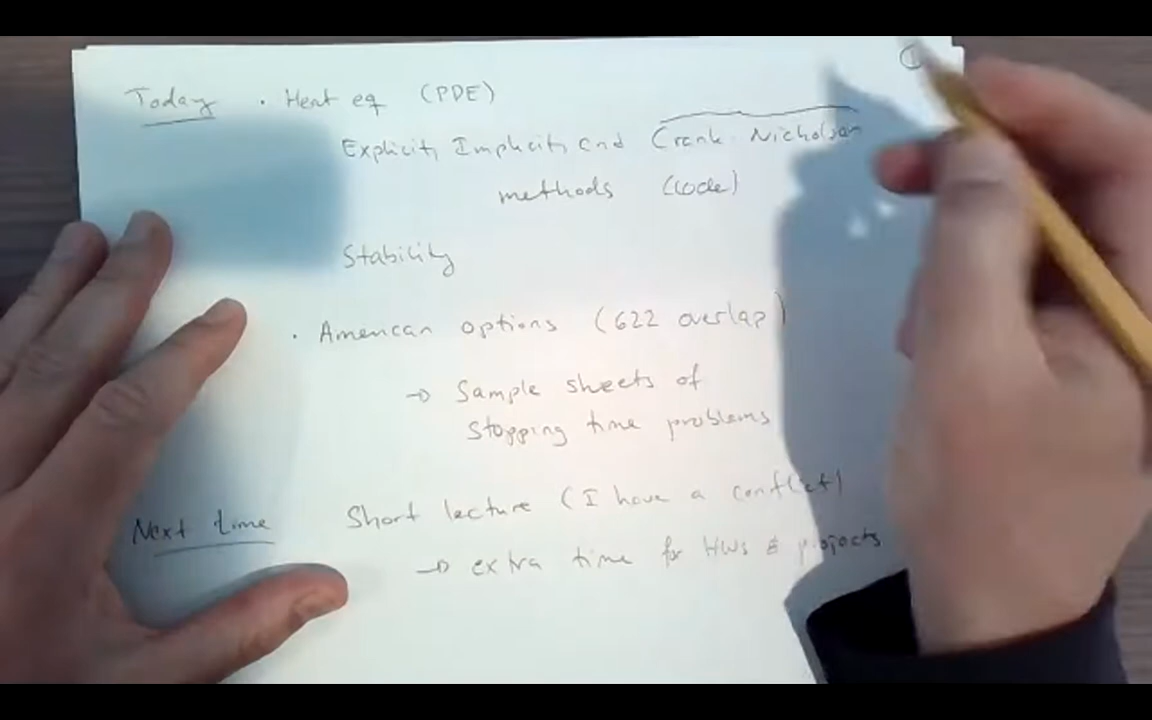 ①
Today · Heat eq (PDE)
Explicit, Implicit, and Crank-Nicholson
methods (code)
Stability
· American options (622 overlap)
→ Sample sheets of
stopping time problems
Next time Short lecture (I have a conflict)
→ extra time for HWs & projects